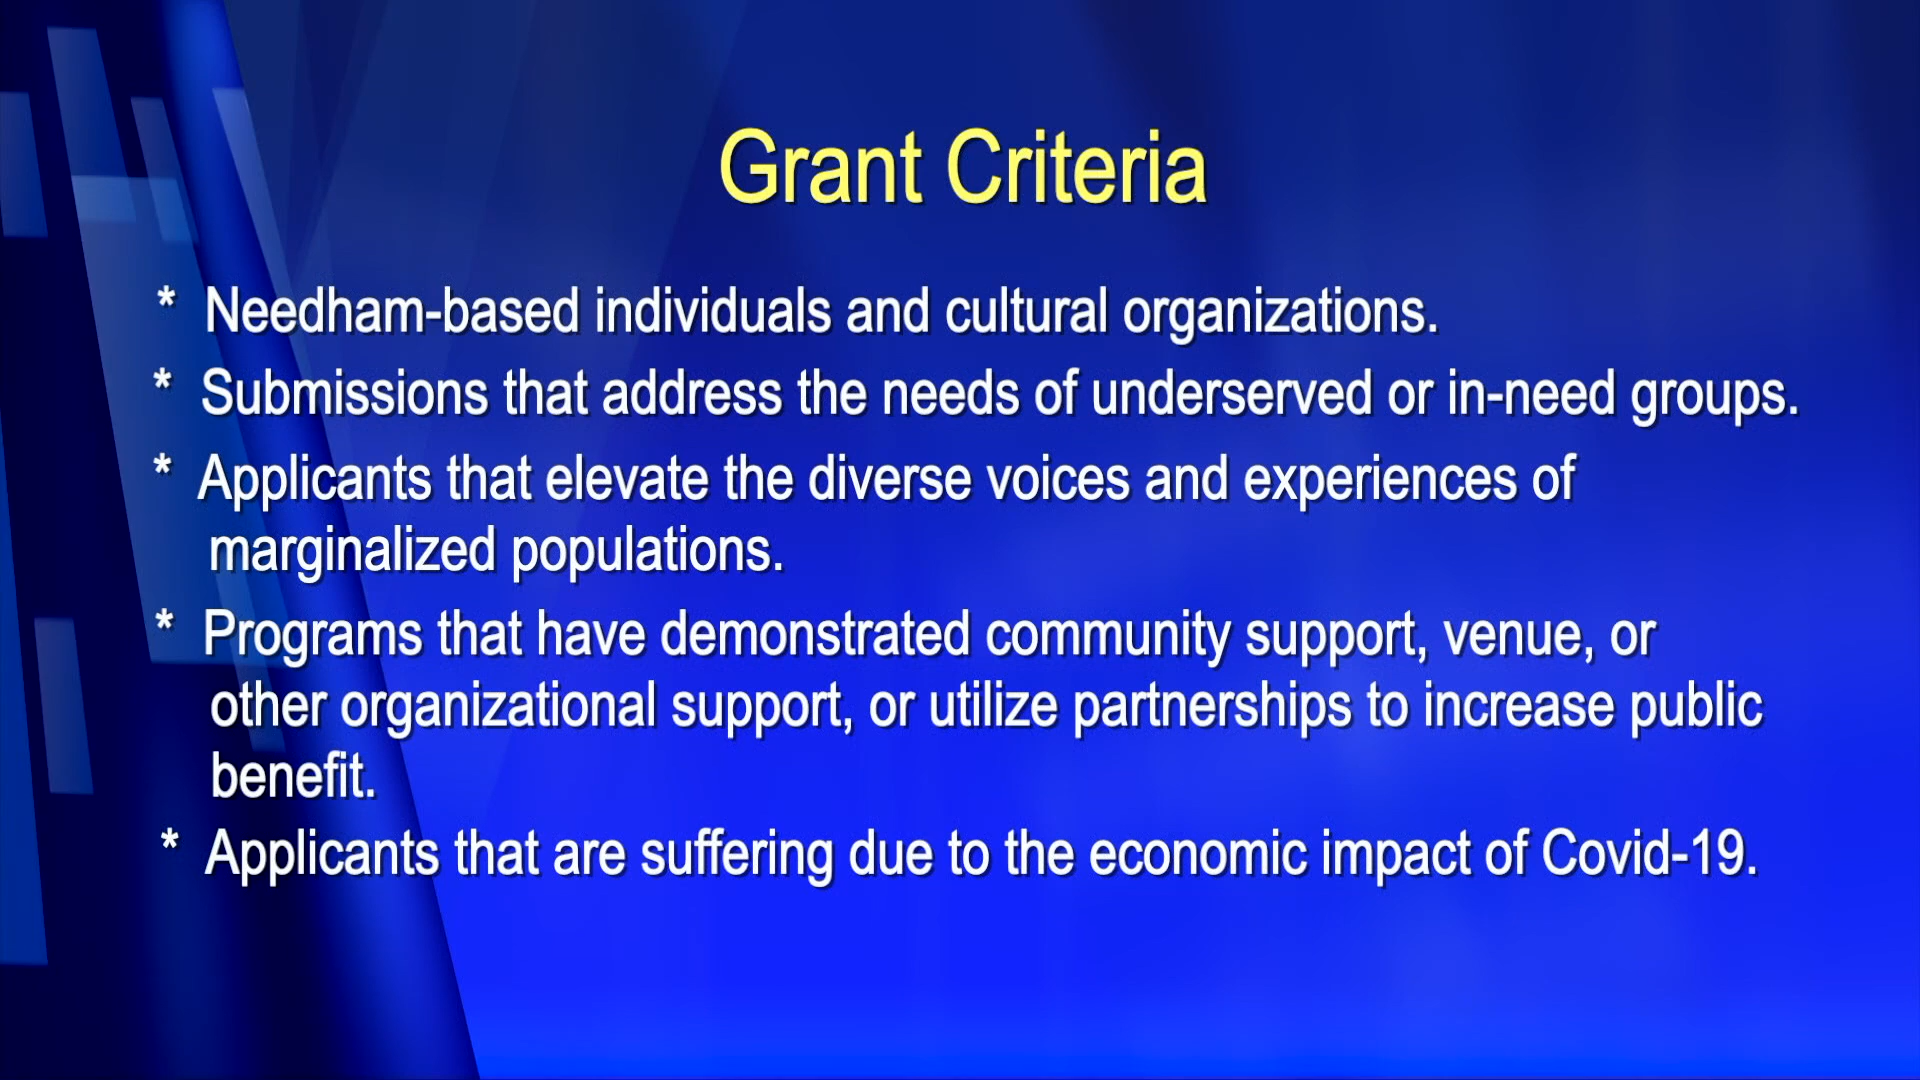 Grant Criteria
* Needham-based individuals and cultural organizations.
* Submissions that address the needs of underserved or in-need groups.
* Applicants that elevate the diverse voices and experiences of
marginalized populations.
* Programs that have demonstrated community support, venue, or
other organizational support, or utilize partnerships to increase public
benefit.
* Applicants that are suffering due to the economic impact of Covid-19.